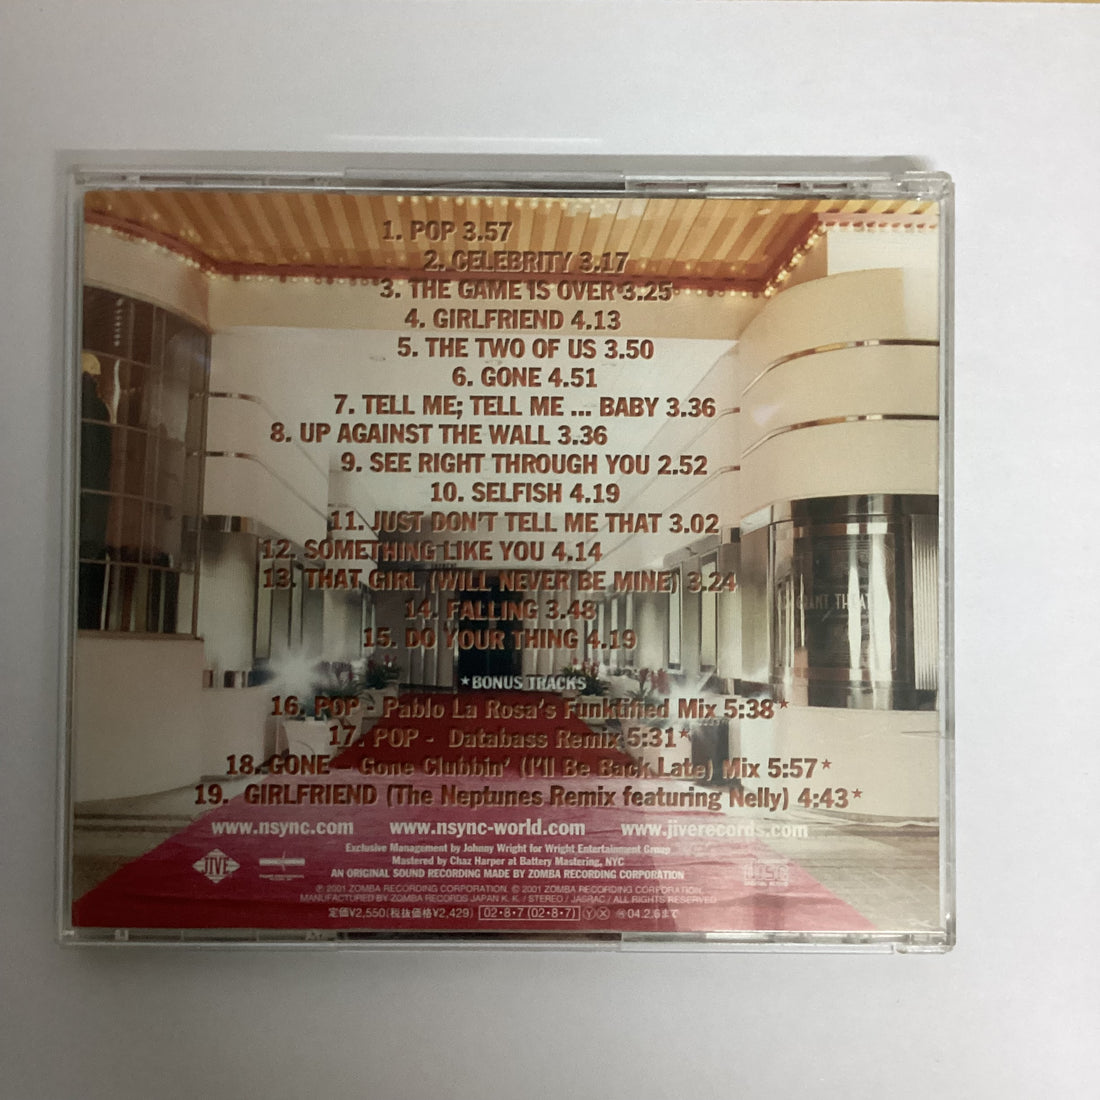 1. POP 3.57
2. CELEBRITY 3.17
3. THE GAME IS OVER 3.25
4. GIRLFRIEND 4.13
5. THE TWO OF US 3.50
6. GONE 4.51
7. TELL ME; TELL ME ... BABY 3.36
8. UP AGAINST THE WALL 3.36
9. SEE RIGHT THROUGH YOU 2.52
10. SELFISH 4.19
11. JUST DON'T TELL ME THAT 3.02
12. SOMETHING LIKE YOU 4.14
13. THAT GIRL (WILL NEVER BE MINE) 3.24
14. FALLING 3.48
15. DO YOUR THING 4.19
*BONUS TRACKS
16. POP - Pablo La Rosa's Funktified Mix 5:38*
17. POP - Databass Remix 5:31*
18. GONE - Gone Clubbin' (I'll Be Back Late) Mix 5:57*
19. GIRLFRIEND (The Neptunes Remix featuring Nelly) 4:43*
www.nsync.com www.nsync-world.com www.jiverecords.com
Exclusive Management by Johnny Wright for Wright Entertainment Group
Mastered by Chaz Harper at Battery Mastering, NYC
AN ORIGINAL SOUND RECORDING MADE BY ZOMBA RECORDING CORPORATION
JIVE
℗ 2001 ZOMBA RECORDING CORPORATION. © 2001 ZOMBA RECORDING CORPORATION.
MANUFACTURED BY ZOMBA RECORDS JAPAN K. K. / STEREO / JASRAC / ALL RIGHTS RESERVED
定価¥2,550(税抜価格¥2,429) 02・8・7 (02・8・7) Ⓨ Ⓧ ㊕04.2.6まで